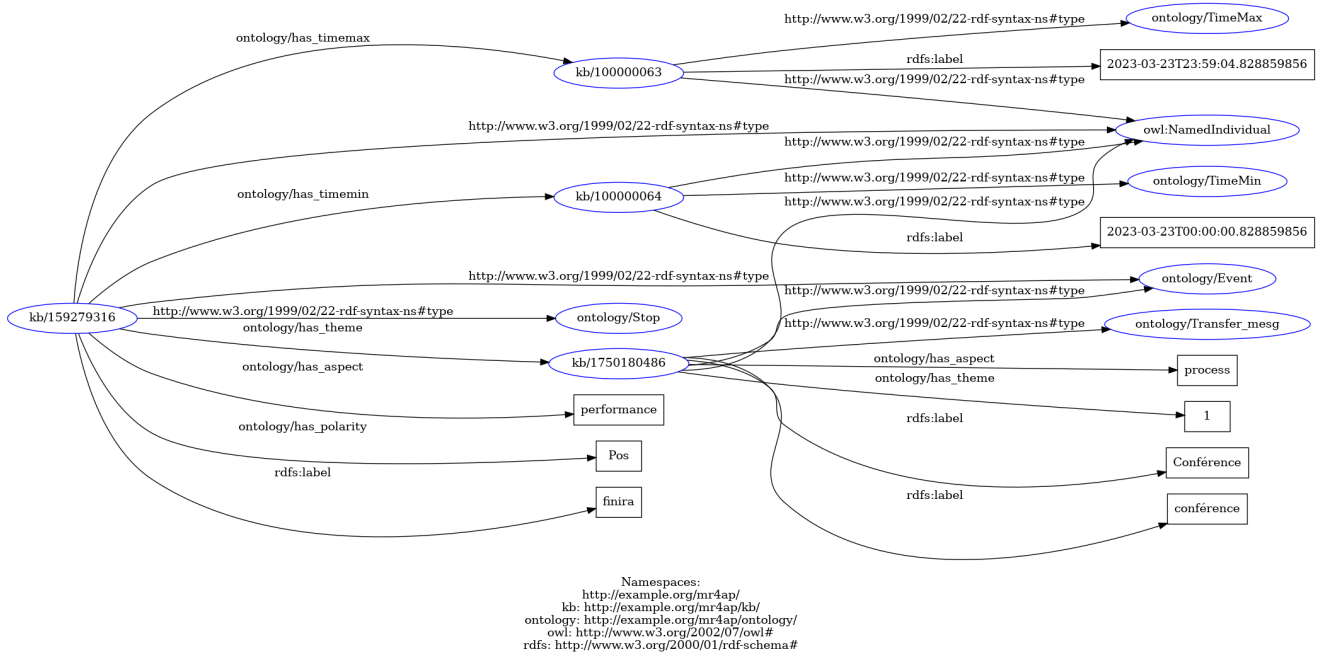 http://www.w3.org/1999/02/22-rdf-syntax-ns#type
ontology/TimeMax
ontology/has_timemax
rdfs:label
2023-03-23T23:59:04.828859856
kb/100000063
http://www.w3.org/1999/02/22-rdf-syntax-ns#type
http://www.w3.org/1999/02/22-rdf-syntax-ns#type
owl:NamedIndividual
http://www.w3.org/1999/02/22-rdf-syntax-ns#type
http://www.w3.org/1999/02/22-rdf-syntax-ns#type
ontology/TimeMin
ontology/has_timemin
kb/100000064
http://www.w3.org/1999/02/22-rdf-syntax-ns#type
2023-03-23T00:00:00.828859856
rdfs:label
http://www.w3.org/1999/02/22-rdf-syntax-ns#type
ontology/Event
http://www.w3.org/1999/02/22-rdf-syntax-ns#type
kb/159279316
http://www.w3.org/1999/02/22-rdf-syntax-ns#type
ontology/Stop
http://www.w3.org/1999/02/22-rdf-syntax-ns#type
ontology/Transfer_mesg
ontology/has_theme
kb/1750180486
ontology/has_aspect
process
ontology/has_aspect
ontology/has_theme
performance
1
rdfs:label
ontology/has_polarity
Pos
Conférence
rdfs:label
rdfs:label
finira
conférence
Namespaces:
http://example.org/mr4ap/
kb: http://example.org/mr4ap/kb/
ontology: http://example.org/mr4ap/ontology/
owl: http://www.w3.org/2002/07/owl#
rdfs: http://www.w3.org/2000/01/rdf-schema#